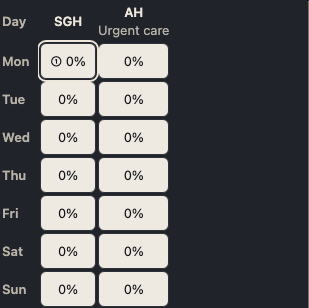 Day SGH AH
Urgent care
Mon 0% 0%
Tue 0% 0%
Wed 0% 0%
Thu 0% 0%
Fri 0% 0%
Sat 0% 0%
Sun 0% 0%